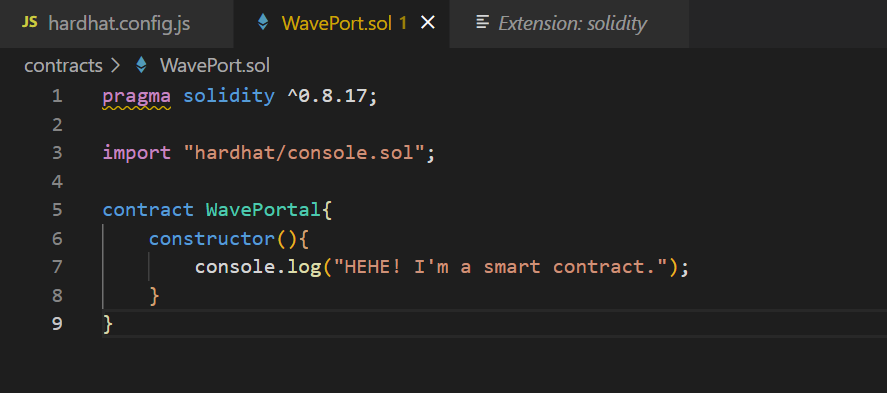 JS hardhat.config.js WavePort.sol 1 × Extension: solidity
contracts > WavePort.sol
1 pragma solidity ^0.8.17;
2
3 import "hardhat/console.sol";
4
5 contract WavePortal{
6 constructor(){
7 console.log("HEHE! I'm a smart contract.");
8 }
9 }